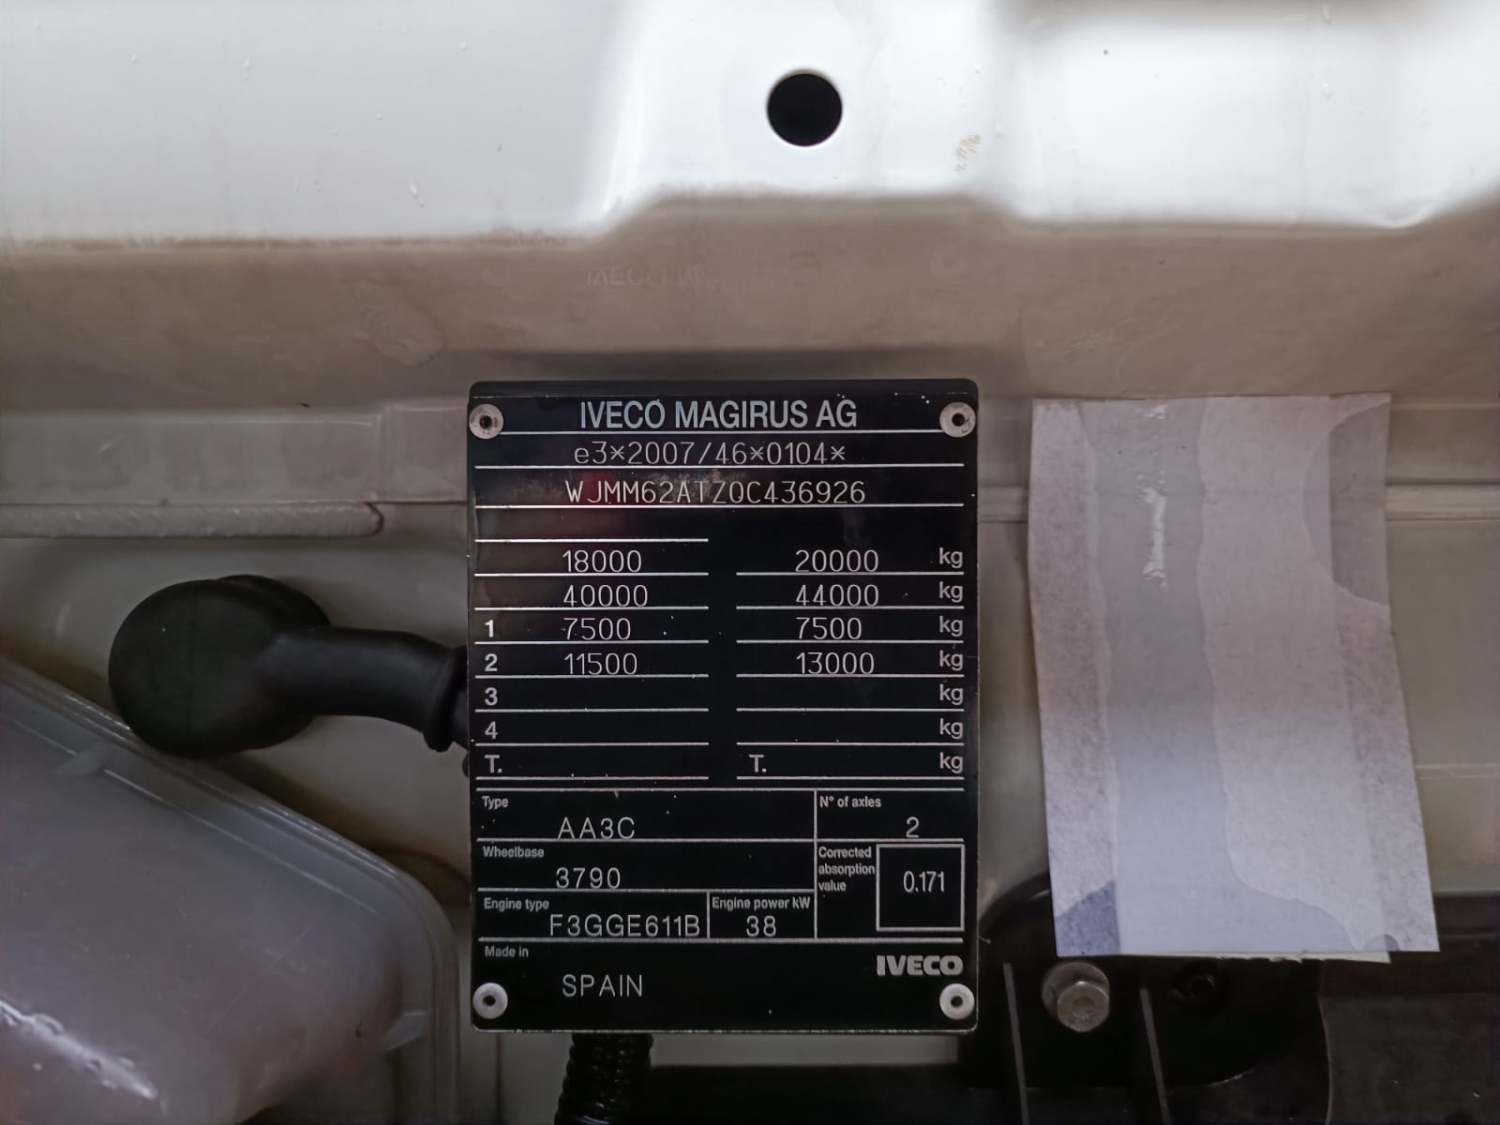 IVECO MAGIRUS AG
e3*2007/46*0104*
WJMM62ATZ0C436926
18000 20000 kg
40000 44000 kg
1 7500 7500 kg
2 11500 13000 kg
3 kg
4 kg
T. T. kg
Type AA3C N° of axles 2
Wheelbase 3790 Corrected absorption value 0.171
Engine type F3GGE611B Engine power kW 38
Made in SPAIN IVECO